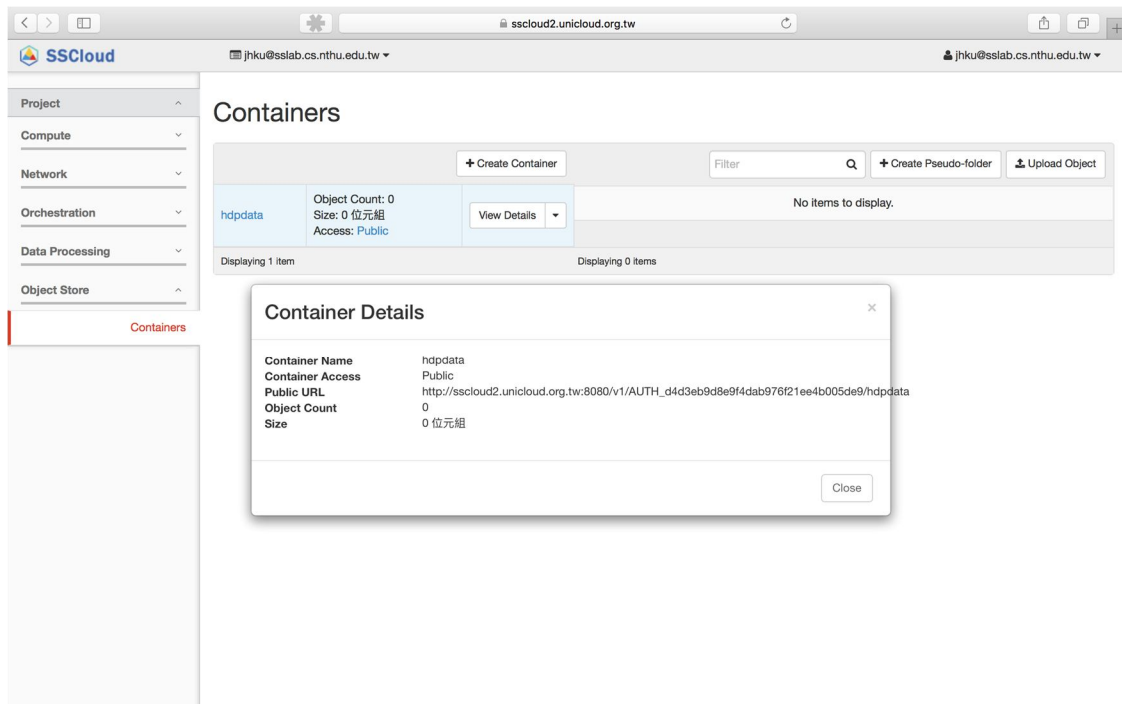 sscloud2.unicloud.org.tw
SSCloud
jhku@sslab.cs.nthu.edu.tw
jhku@sslab.cs.nthu.edu.tw
Project
Compute
Network
Orchestration
Data Processing
Object Store
Containers
Containers
+ Create Container
Filter
+ Create Pseudo-folder
Upload Object
hdpdata
Object Count: 0
Size: 0 位元組
Access: Public
View Details
No items to display.
Displaying 1 item
Displaying 0 items
Container Details
×
Container Name hdpdata
Container Access Public
Public URL http://sscloud2.unicloud.org.tw:8080/v1/AUTH_d4d3eb9d8e9f4dab976f21ee4b005de9/hdpdata
Object Count 0
Size 0 位元組
Close